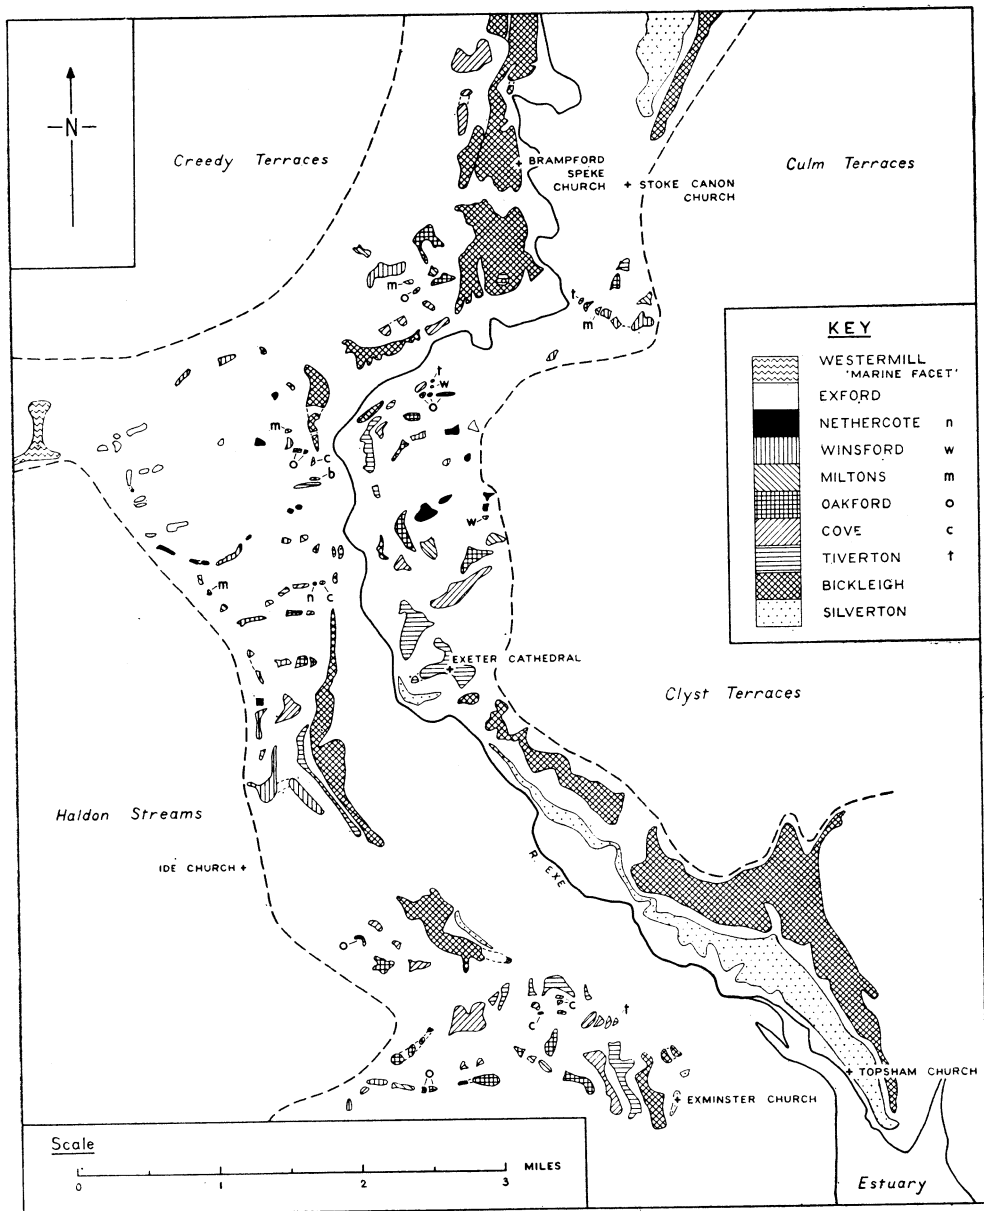 N
Creedy Terraces
BRAMPFORD
SPEKE
CHURCH
STOKE CANON
CHURCH
Culm Terraces
m
o
t
m
KEY
WESTERMILL
'MARINE FACET'
EXFORD
NETHERCOTE n
WINSFORD w
MILTONS m
OAKFORD o
COVE c
TIVERTON t
BICKLEIGH
SILVERTON
t
w
o
m
o
c
b
w
m
n
c
EXETER CATHEDRAL
Clyst Terraces
Haldon Streams
IDE CHURCH
R. EXE
o
c
c
t
o
TOPSHAM CHURCH
EXMINSTER CHURCH
Scale
MILES
0 1 2 3
Estuary